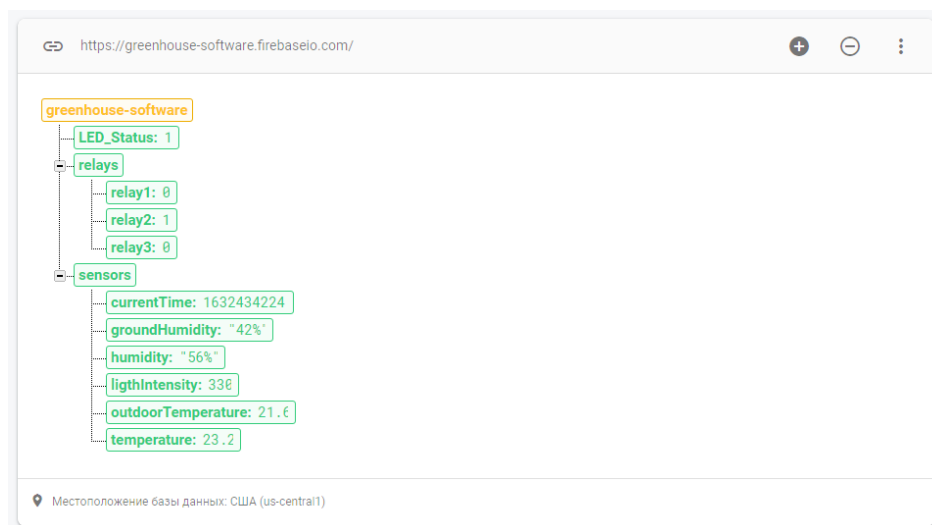 https://greenhouse-software.firebaseio.com/
greenhouse-software
LED_Status: 1
relays
relay1: 0
relay2: 1
relay3: 0
sensors
currentTime: 1632434224
groundHumidity: "42%"
humidity: "56%"
ligthIntensity: 330
outdoorTemperature: 21.6
temperature: 23.2
Местоположение базы данных: США (us-central1)